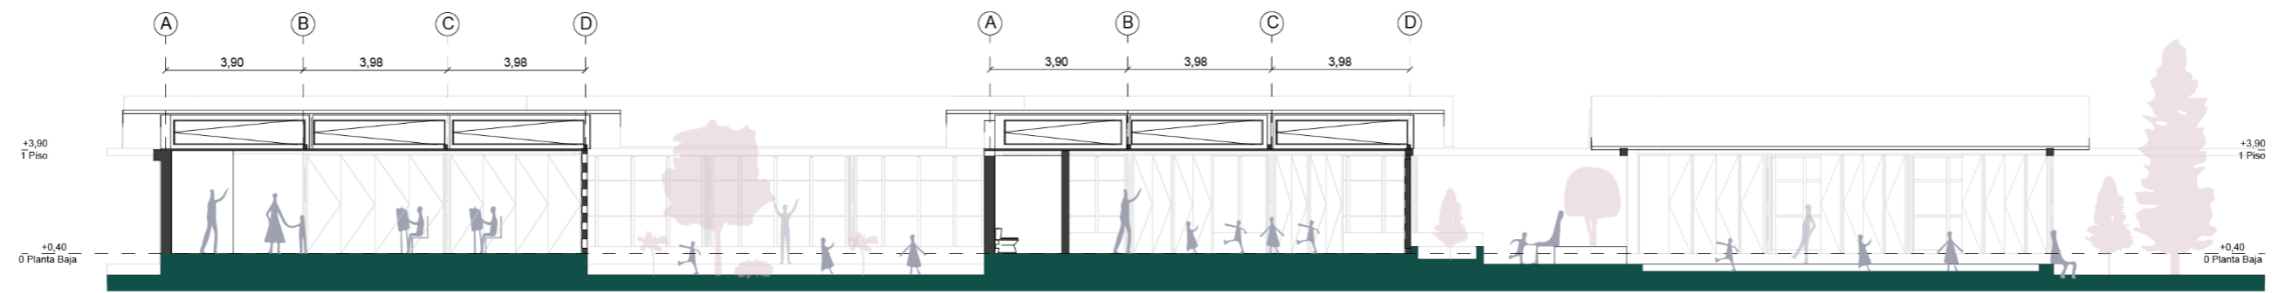 A B C D A B C D
3,90 3,98 3,98 3,90 3,98 3,98
+3,90
1 Piso
+3,90
1 Piso
+0,40
0 Planta Baja
+0,40
0 Planta Baja